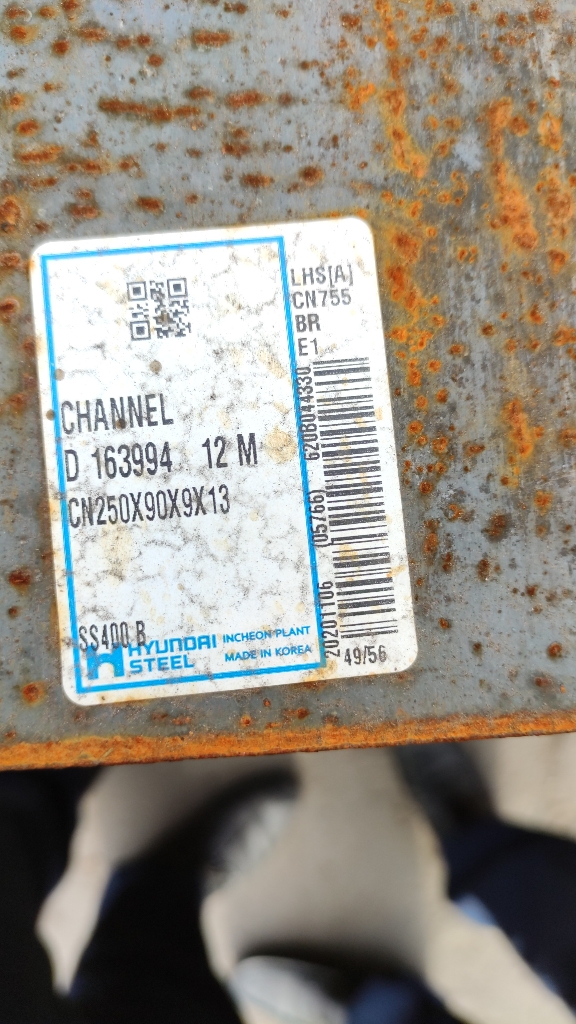 LHS[A]
CN755
BR
E1
CHANNEL
D 163994 12 M
CN250X90X9X13
SS400 B
HYUNDAI
STEEL
INCHEON PLANT
MADE IN KOREA
20201106 (05766) 6208044330
49/56